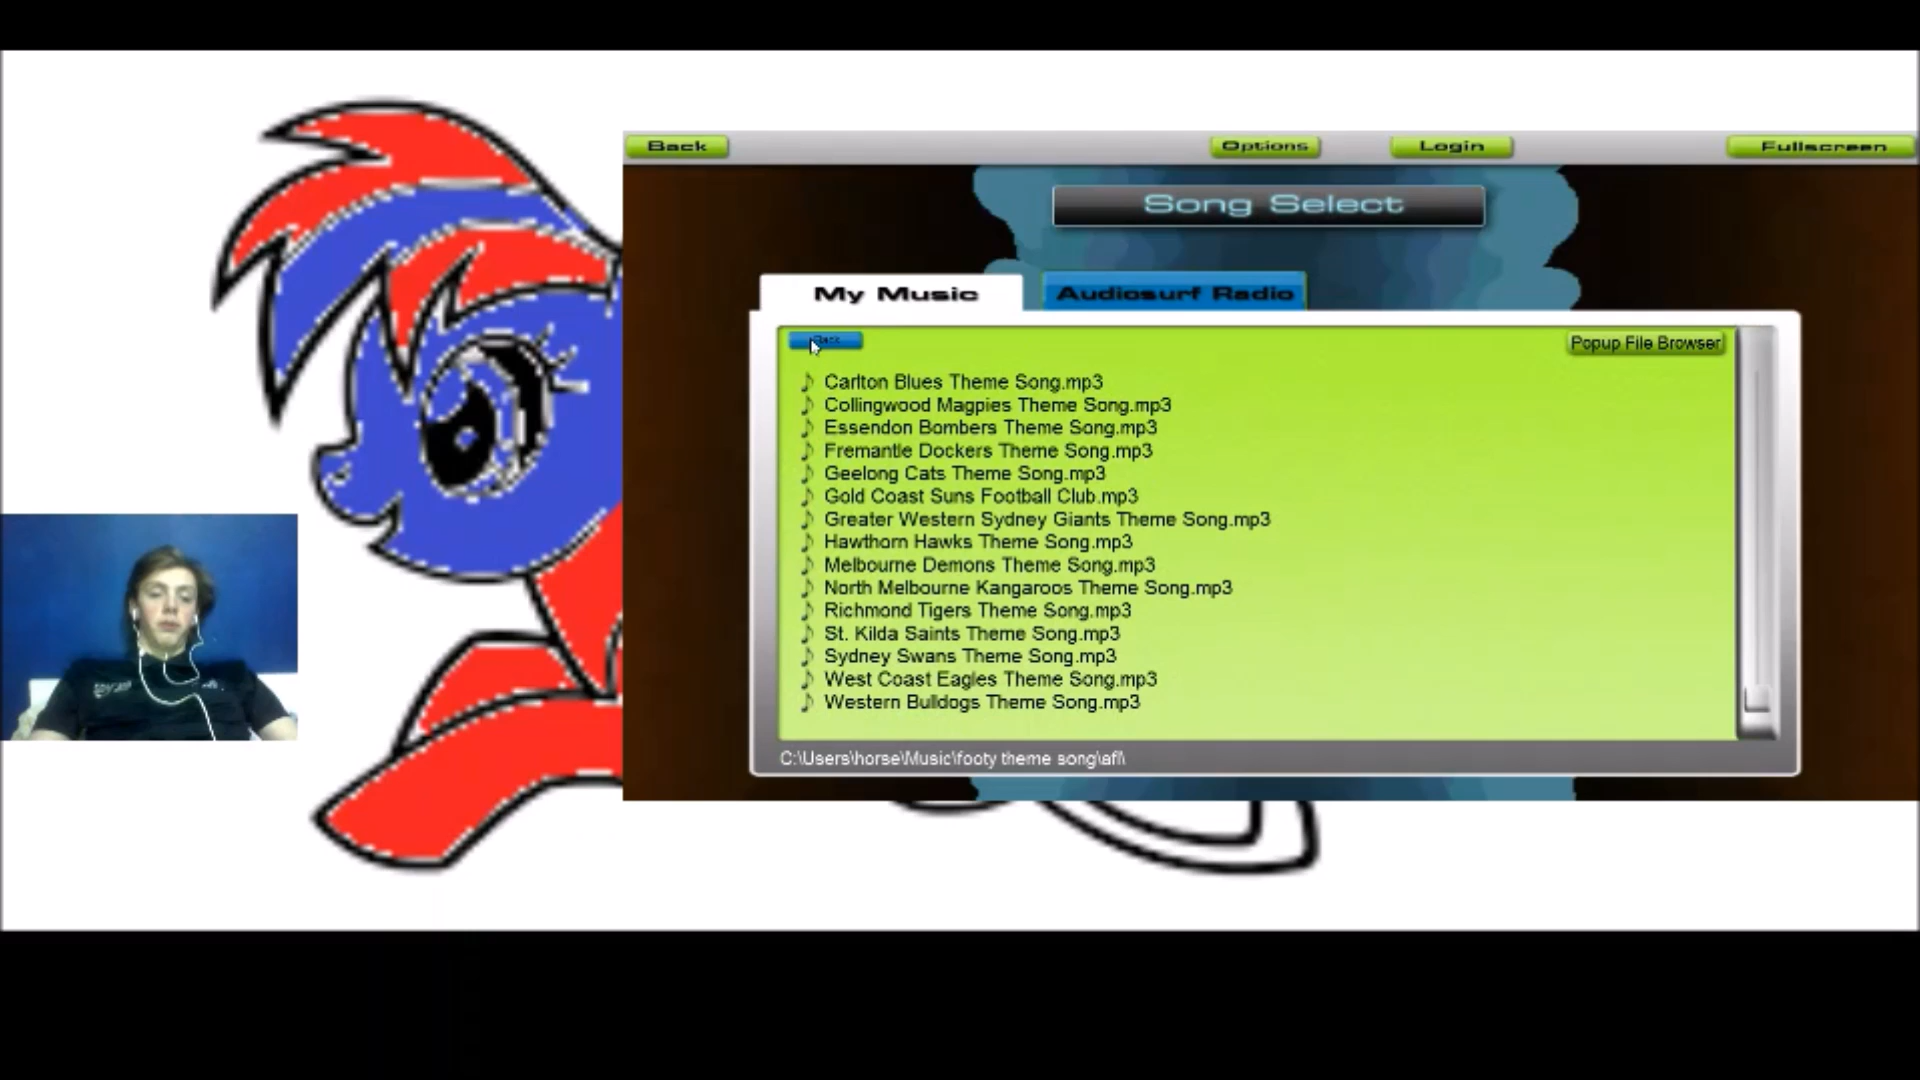 Back
Options
Login
Fullscreen
Song Select
My Music
Audiosurf Radio
Back
Popup File Browser
Carlton Blues Theme Song.mp3
Collingwood Magpies Theme Song.mp3
Essendon Bombers Theme Song.mp3
Fremantle Dockers Theme Song.mp3
Geelong Cats Theme Song.mp3
Gold Coast Suns Football Club.mp3
Greater Western Sydney Giants Theme Song.mp3
Hawthorn Hawks Theme Song.mp3
Melbourne Demons Theme Song.mp3
North Melbourne Kangaroos Theme Song.mp3
Richmond Tigers Theme Song.mp3
St. Kilda Saints Theme Song.mp3
Sydney Swans Theme Song.mp3
West Coast Eagles Theme Song.mp3
Western Bulldogs Theme Song.mp3
C:\Users\horse\Music\footy theme song\afl\